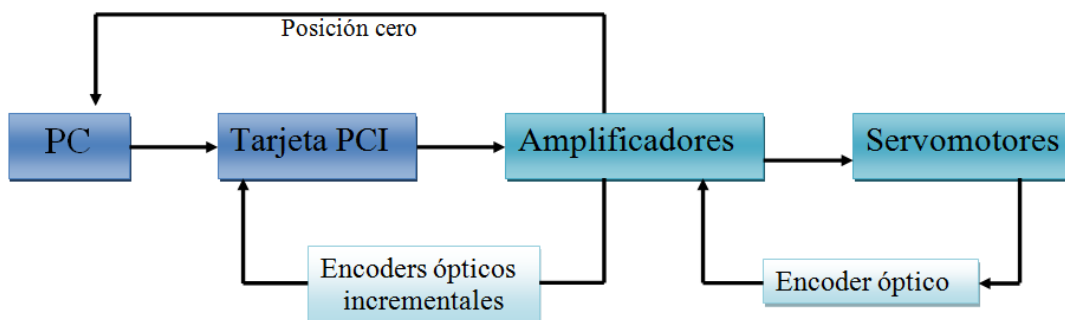 Posición cero
PC
Tarjeta PCI
Amplificadores
Servomotores
Encoders ópticos
incrementales
Encoder óptico